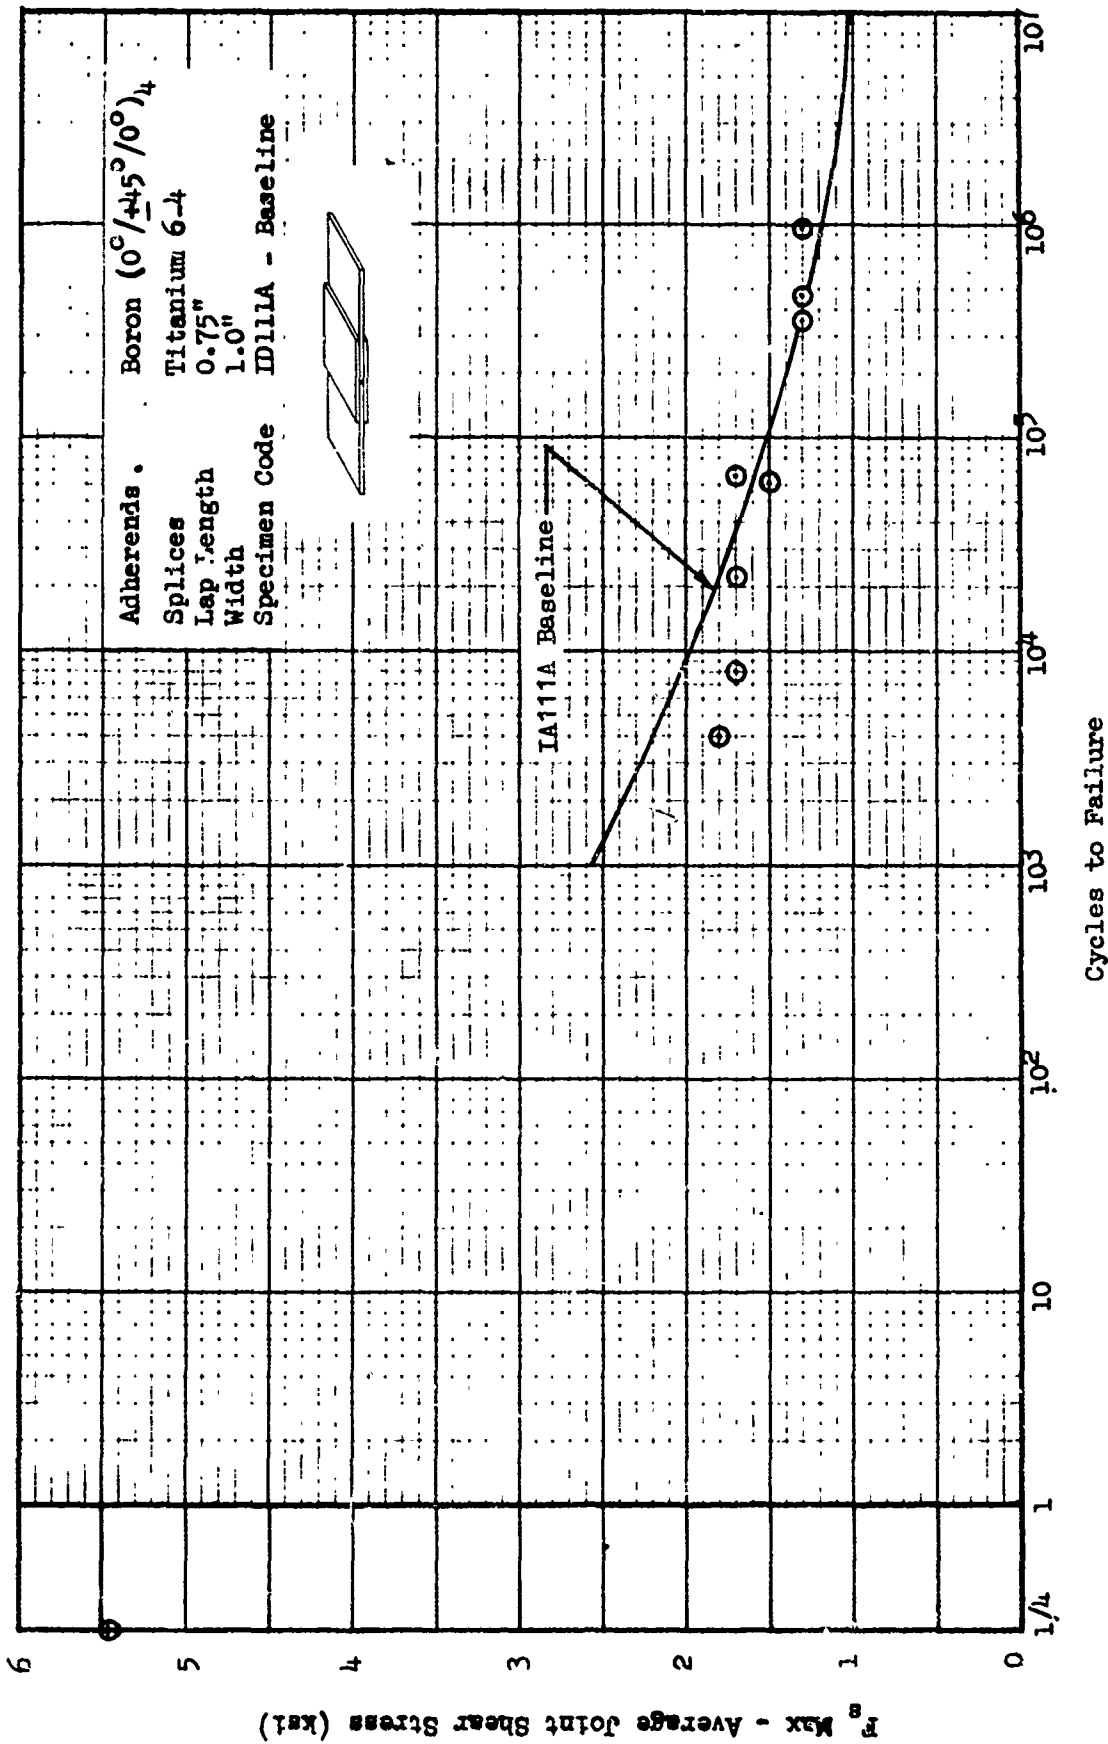 Adherends. Boron (0°/±45°/0°)4
Splices Titanium 6-4
Lap Length 0.75"
Width 1.0"
Specimen Code ID111A - Baseline
IA111A Baseline
6
5
4
3
2
1
0
Fs Max - Average Joint Shear Stress (ksi)
1/4
1
10
10²
10³
10⁴
10⁵
10⁶
10⁷
Cycles to Failure